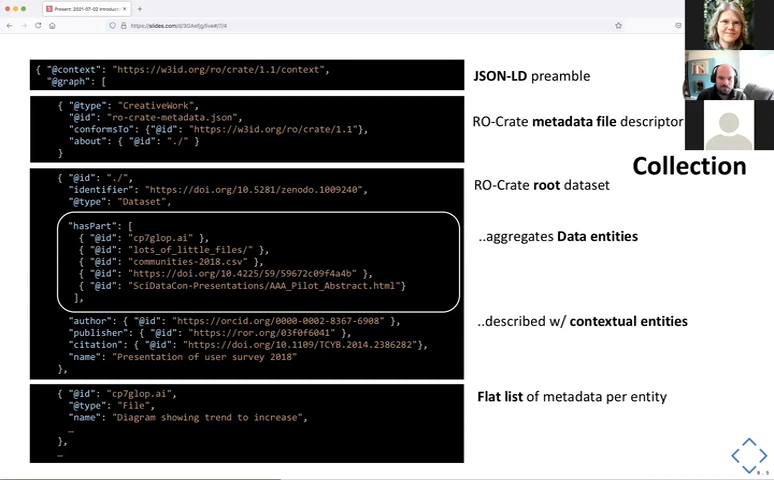 Present: 2021-07-02 Introduct
https://slides.com/d/3GAsEjg/live#/7/4
{ "@context": "https://w3id.org/ro/crate/1.1/context",
"@graph": [
JSON-LD preamble
{ "@type": "CreativeWork",
"@id": "ro-crate-metadata.json",
"conformsTo": {"@id": "https://w3id.org/ro/crate/1.1"},
"about": { "@id": "./" }
}
RO-Crate metadata file descriptor
Collection
{ "@id": "./",
"identifier": "https://doi.org/10.5281/zenodo.1009240",
"@type": "Dataset",
RO-Crate root dataset
"hasPart": [
{ "@id": "cp7glop.ai" },
{ "@id": "lots_of_little_files/" },
{ "@id": "communities-2018.csv" },
{ "@id": "https://doi.org/10.4225/59/59672c09f4a4b" },
{ "@id": "SciDataCon-Presentations/AAA_Pilot_Abstract.html"}
],
..aggregates Data entities
"author": { "@id": "https://orcid.org/0000-0002-8367-6908" },
"publisher": { "@id": "https://ror.org/03f0f6041" },
"citation": { "@id": "https://doi.org/10.1109/TCYB.2014.2386282"},
"name": "Presentation of user survey 2018"
},
..described w/ contextual entities
{ "@id": "cp7glop.ai",
"@type": "File",
"name": "Diagram showing trend to increase",
…
},
…
Flat list of metadata per entity
8.5